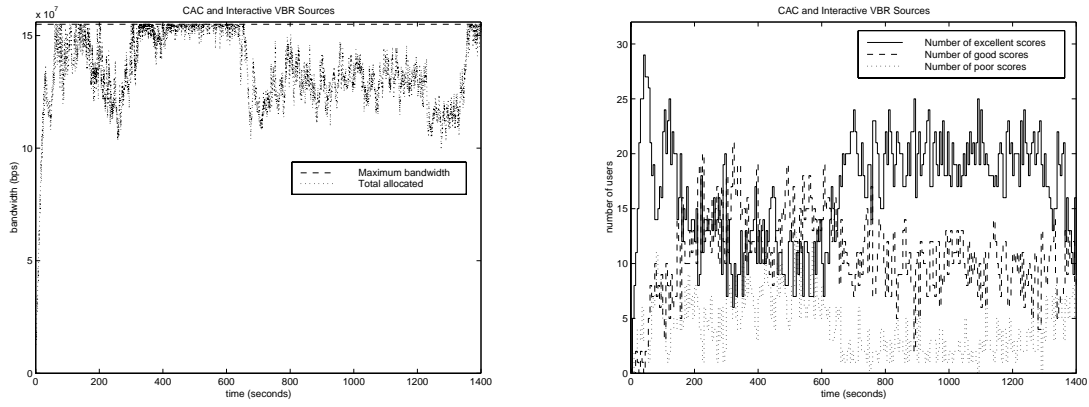 CAC and Interactive VBR Sources
x 10^7
15
10
5
0
bandwidth (bps)
Maximum bandwidth
Total allocated
0 200 400 600 800 1000 1200 1400
time (seconds)
CAC and Interactive VBR Sources
30
25
20
15
10
5
0
number of users
Number of excellent scores
Number of good scores
Number of poor scores
0 200 400 600 800 1000 1200 1400
time (seconds)